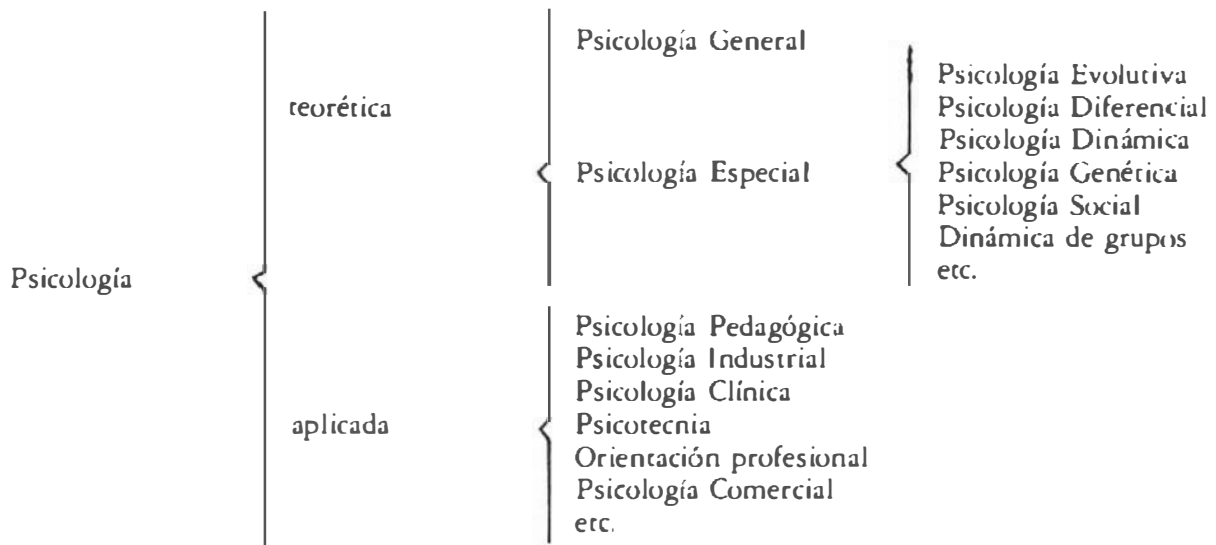 Psicología
teorética
Psicología General
Psicología Especial
Psicología Evolutiva
Psicología Diferencial
Psicología Dinámica
Psicología Genética
Psicología Social
Dinámica de grupos
etc.
aplicada
Psicología Pedagógica
Psicología Industrial
Psicología Clínica
Psicotecnia
Orientación profesional
Psicología Comercial
etc.